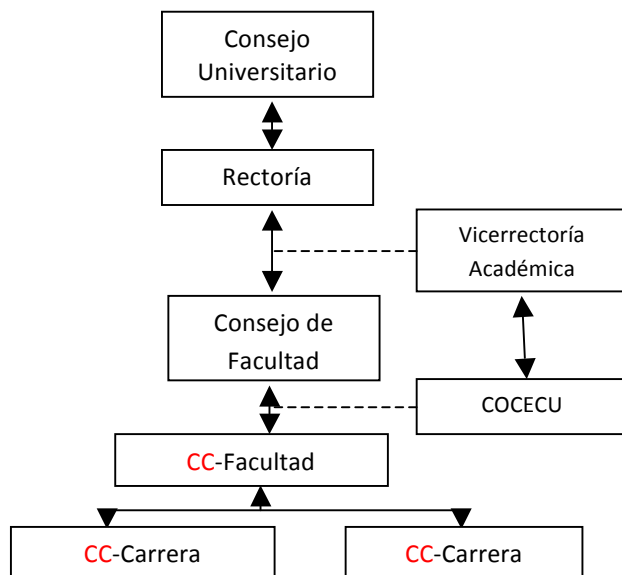 Consejo
Universitario
Rectoría
Vicerrectoría
Académica
Consejo de
Facultad
COCECU
CC-Facultad
CC-Carrera
CC-Carrera